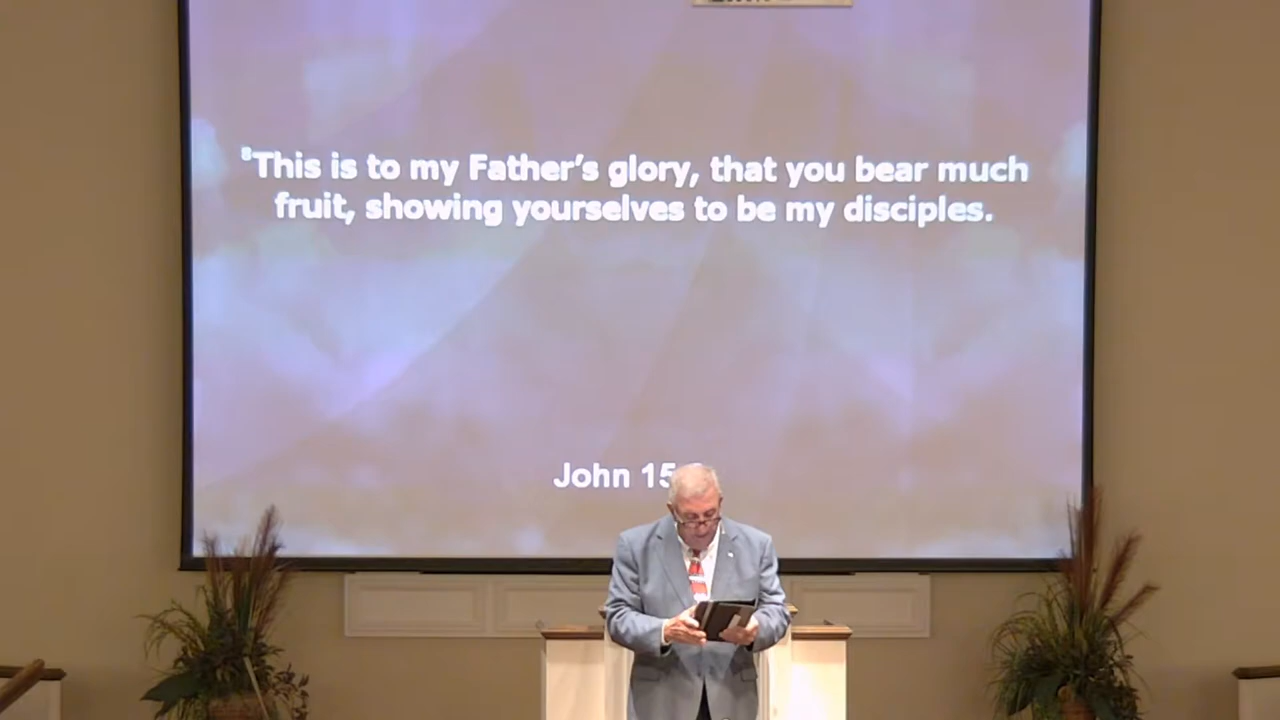 ⁸This is to my Father's glory, that you bear much
fruit, showing yourselves to be my disciples.
John 15